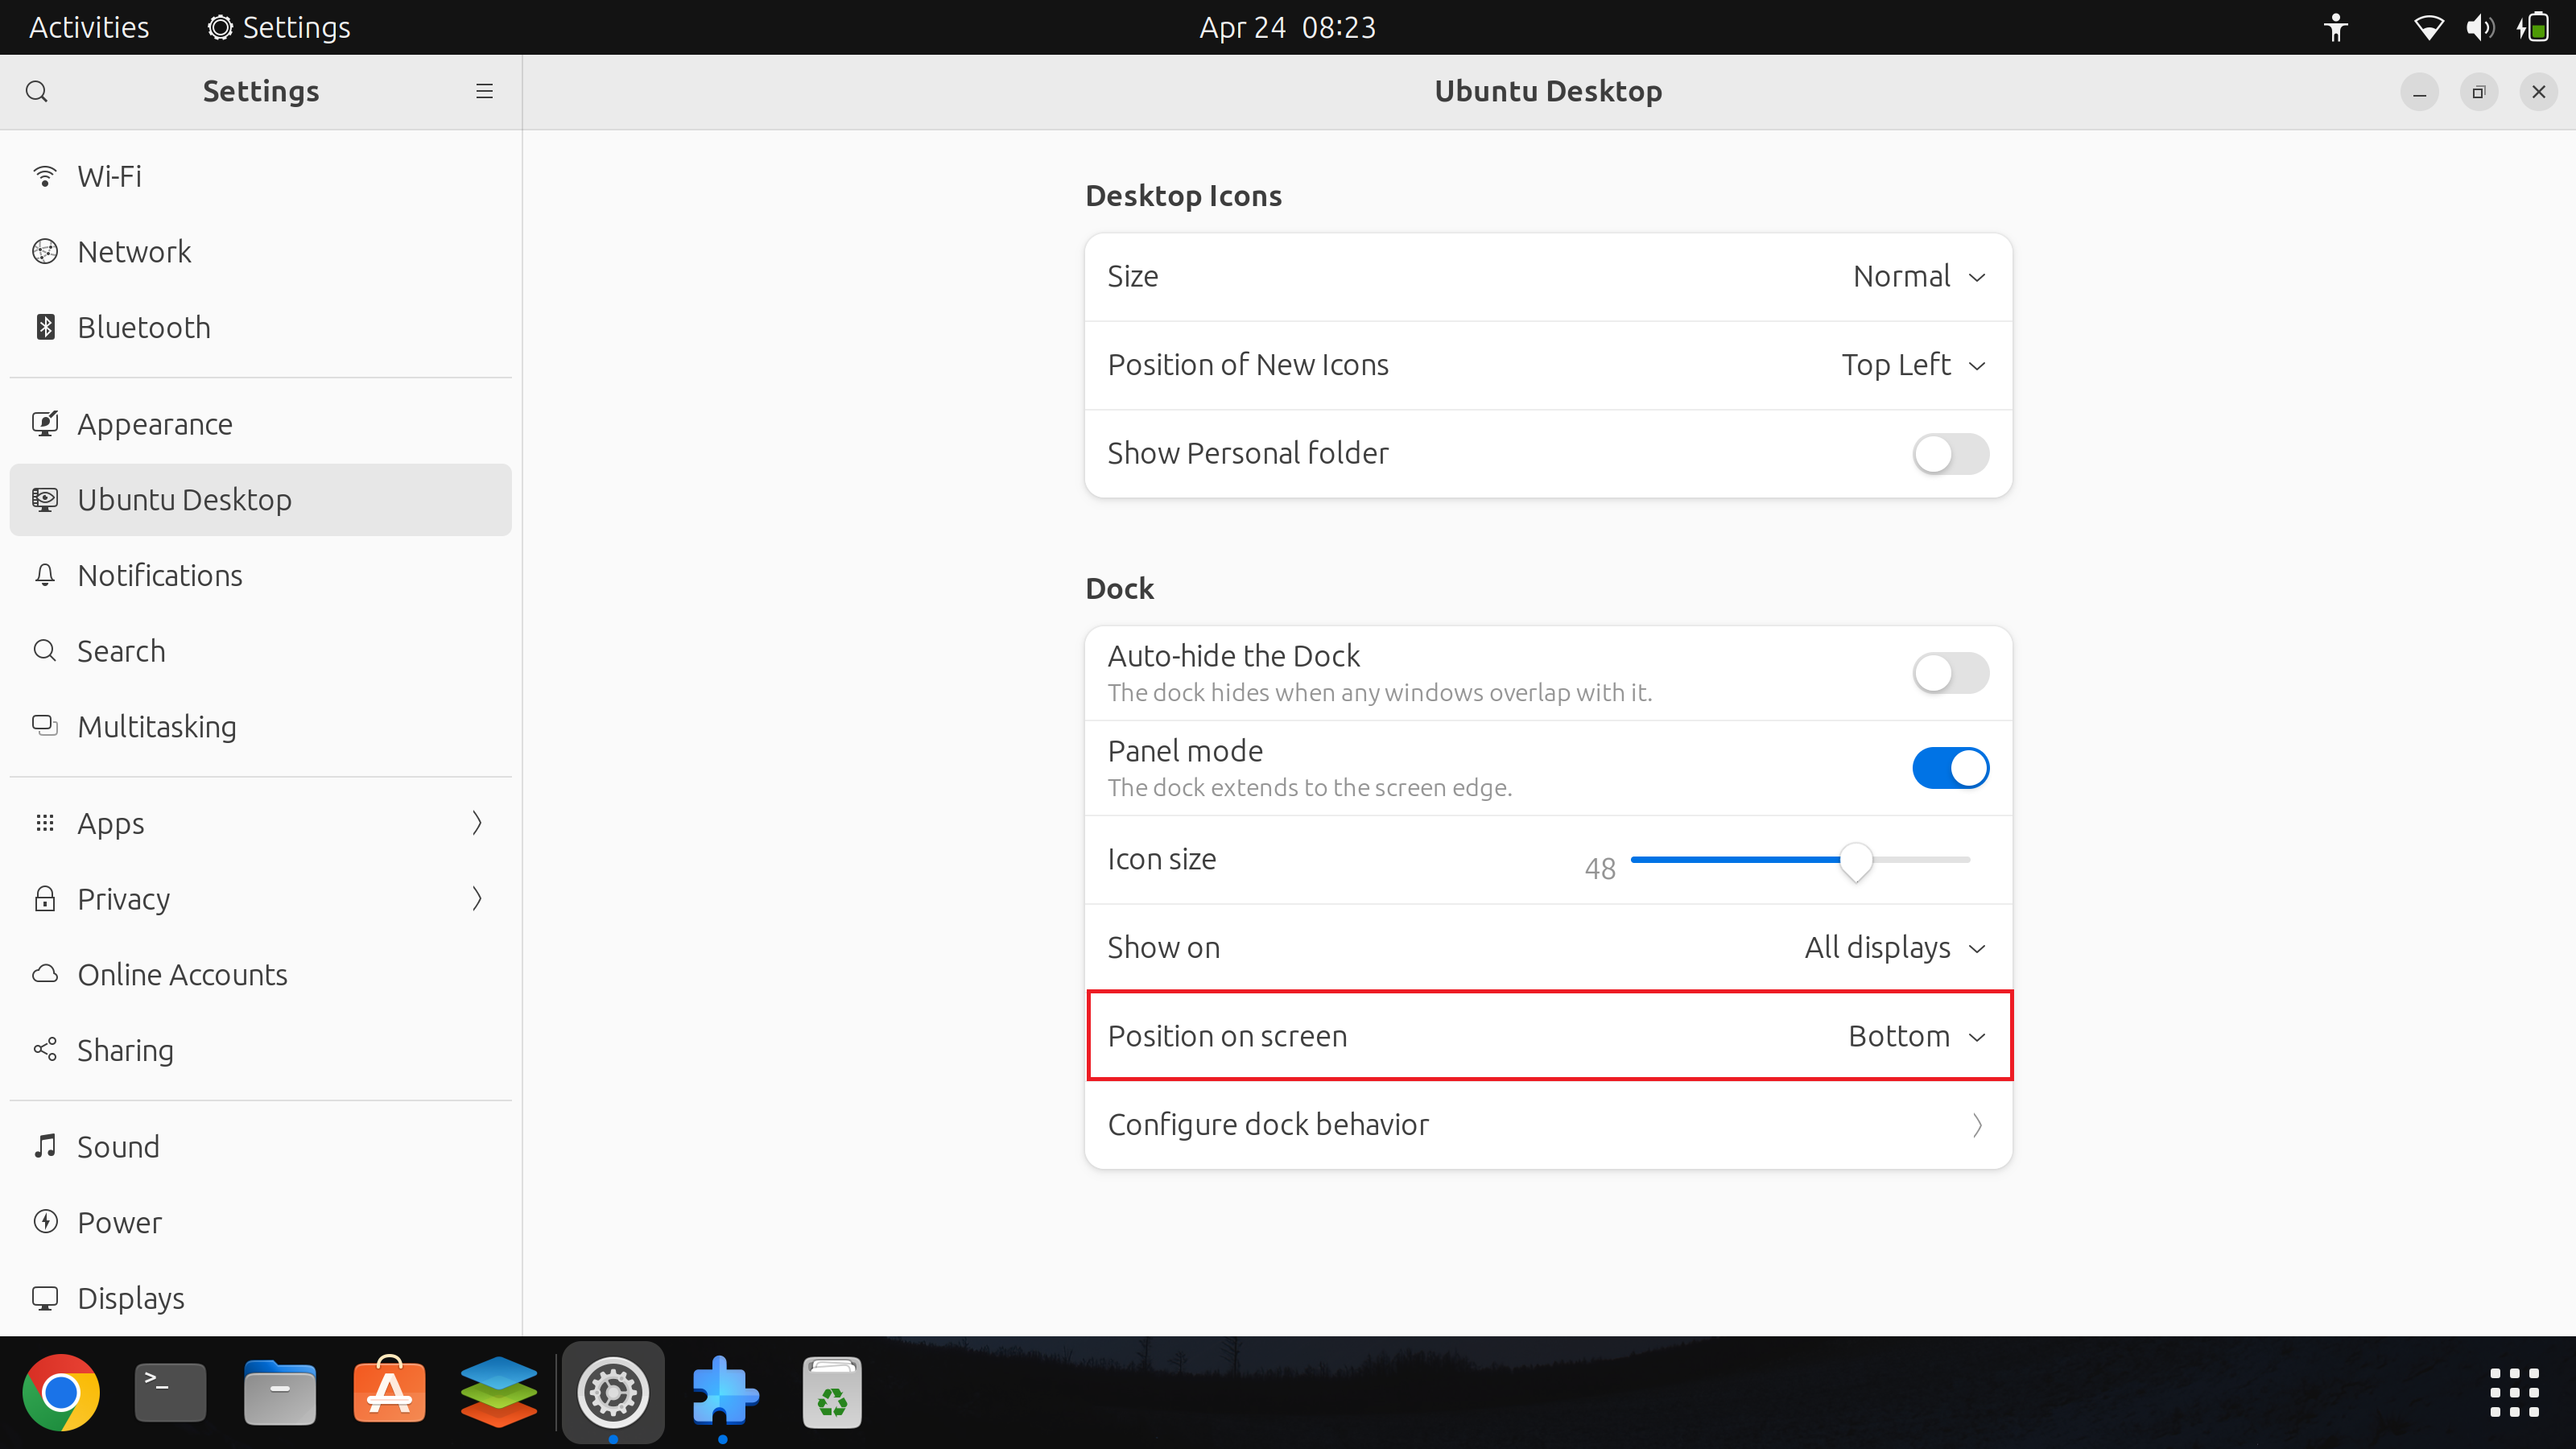 Activities Settings Apr 24 08:23
Settings Ubuntu Desktop
Wi-Fi
Network
Bluetooth
Appearance
Ubuntu Desktop
Notifications
Search
Multitasking
Apps
Privacy
Online Accounts
Sharing
Sound
Power
Displays
Desktop Icons
Size Normal
Position of New Icons Top Left
Show Personal folder
Dock
Auto-hide the Dock
The dock hides when any windows overlap with it.
Panel mode
The dock extends to the screen edge.
Icon size 48
Show on All displays
Position on screen Bottom
Configure dock behavior
>_